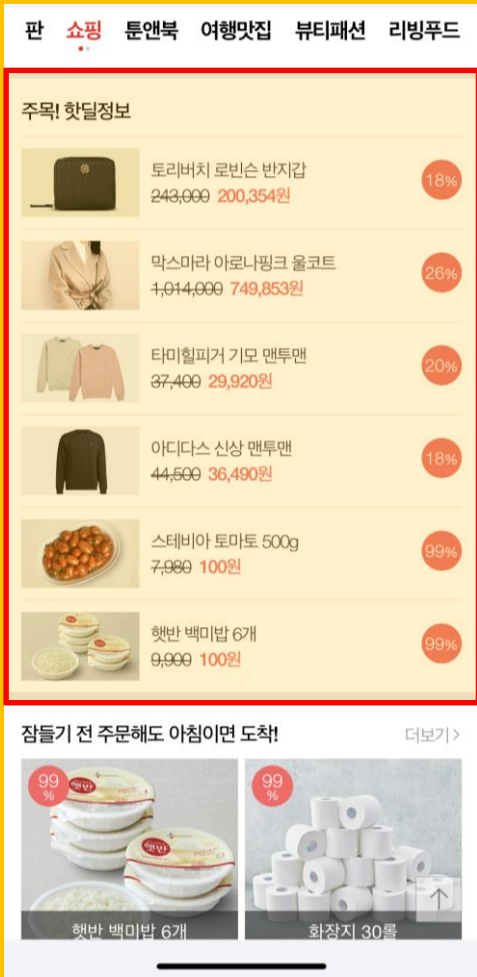 판 쇼핑 툰앤북 여행맛집 뷰티패션 리빙푸드
주목! 핫딜정보
토리버치 로빈슨 반지갑
243,000 200,354원
18%
막스마라 아로나핑크 울코트
1,014,000 749,853원
26%
타미힐피거 기모 맨투맨
37,400 29,920원
20%
아디다스 신상 맨투맨
44,500 36,490원
18%
스테비아 토마토 500g
7,980 100원
99%
햇반 백미밥 6개
9,900 100원
99%
잠들기 전 주문해도 아침이면 도착!
더보기 >
99
%
햇반
햇반
햇반 백미밥 6개
99
%
화장지 30롤